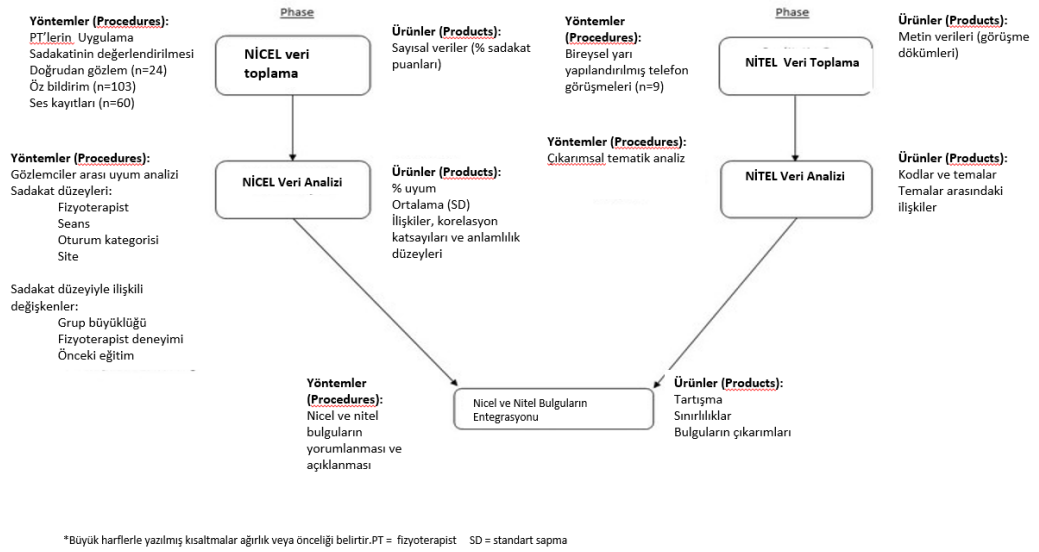 Phase
Yöntemler (Procedures):
PT'lerin Uygulama
Sadakatinin değerlendirilmesi
Doğrudan gözlem (n=24)
Öz bildirim (n=103)
Ses kayıtları (n=60)
NİCEL veri
toplama
Ürünler (Products):
Sayısal veriler (% sadakat
puanları)
Phase
Yöntemler
(Procedures):
Bireysel yarı
yapılandırılmış telefon
görüşmeleri (n=9)
NİTEL Veri Toplama
Ürünler (Products):
Metin verileri (görüşme
dökümleri)
Yöntemler (Procedures):
Gözlemciler arası uyum analizi
Sadakat düzeyleri:
Fizyoterapist
Seans
Oturum kategorisi
Site
Sadakat düzeyiyle ilişkili
değişkenler:
Grup büyüklüğü
Fizyoterapist deneyimi
Önceki eğitim
NİCEL Veri Analizi
Ürünler (Products):
% uyum
Ortalama (SD)
İlişkiler, korelasyon
katsayıları ve anlamlılık
düzeyleri
Yöntemler (Procedures):
Çıkarımsal tematik analiz
NİTEL Veri Analizi
Ürünler (Products):
Kodlar ve temalar
Temalar arasındaki
ilişkiler
Yöntemler
(Procedures):
Nicel ve nitel
bulguların
yorumlanması ve
açıklanması
Nicel ve Nitel Bulguların
Entegrasyonu
Ürünler (Products):
Tartışma
Sınırlılıklar
Bulguların çıkarımları
*Büyük harflerle yazılmış kısaltmalar ağırlık veya önceliği belirtir.PT = fizyoterapist SD = standart sapma